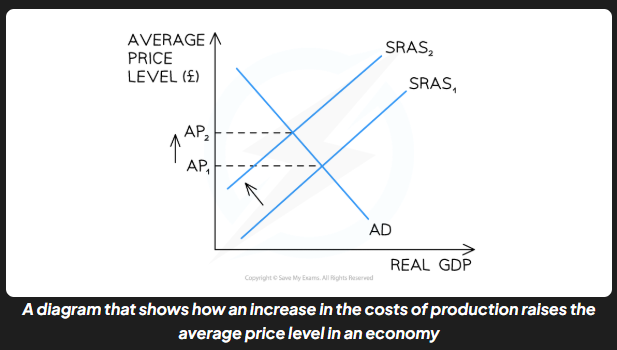 AVERAGE
PRICE
LEVEL (£)
SRAS₂
SRAS₁
AP₂
AP₁
AD
REAL GDP
Copyright © Save My Exams. All Rights Reserved
A diagram that shows how an increase in the costs of production raises the
average price level in an economy